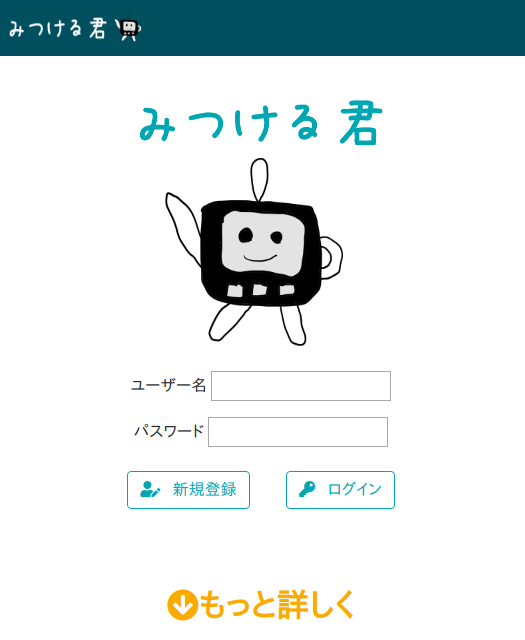 みつける君
みつける君
ユーザー名
パスワード
新規登録 ログイン
もっと詳しく